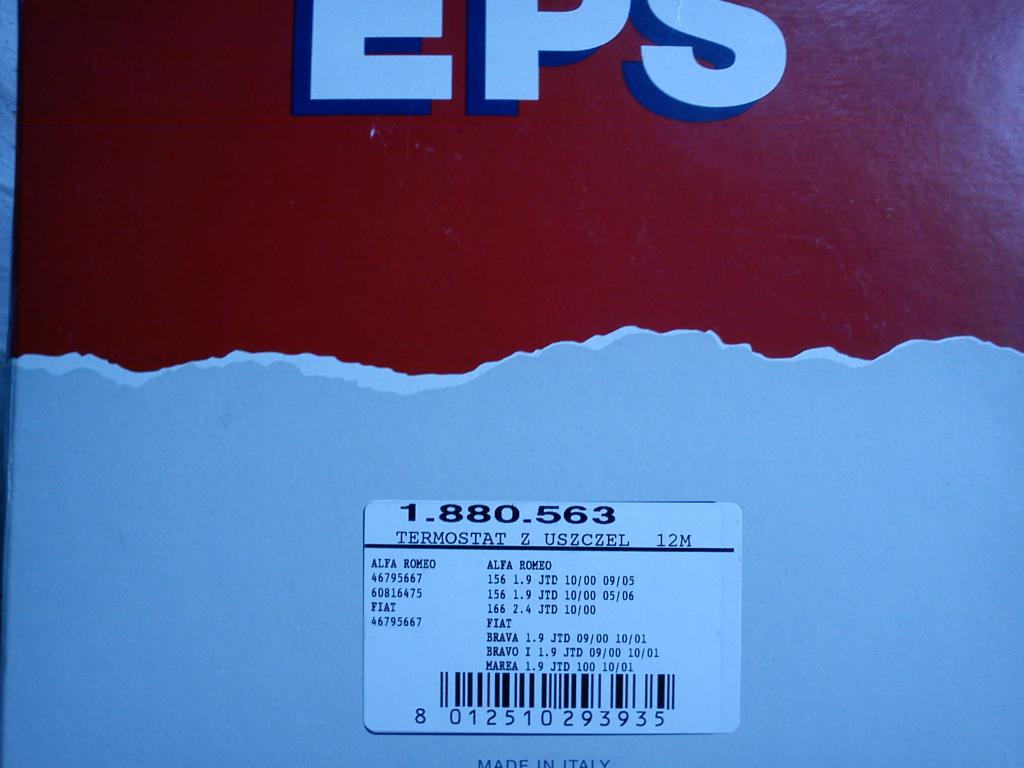 EPS
1.880.563
TERMOSTAT Z USZCZEL 12M
ALFA ROMEO
46795667
60816475
FIAT
46795667
ALFA ROMEO
156 1.9 JTD 10/00 09/05
156 1.9 JTD 10/00 05/06
166 2.4 JTD 10/00
FIAT
BRAVA 1.9 JTD 09/00 10/01
BRAVO I 1.9 JTD 09/00 10/01
MAREA 1.9 JTD 100 10/01
8 012510 293935
MADE IN ITALY